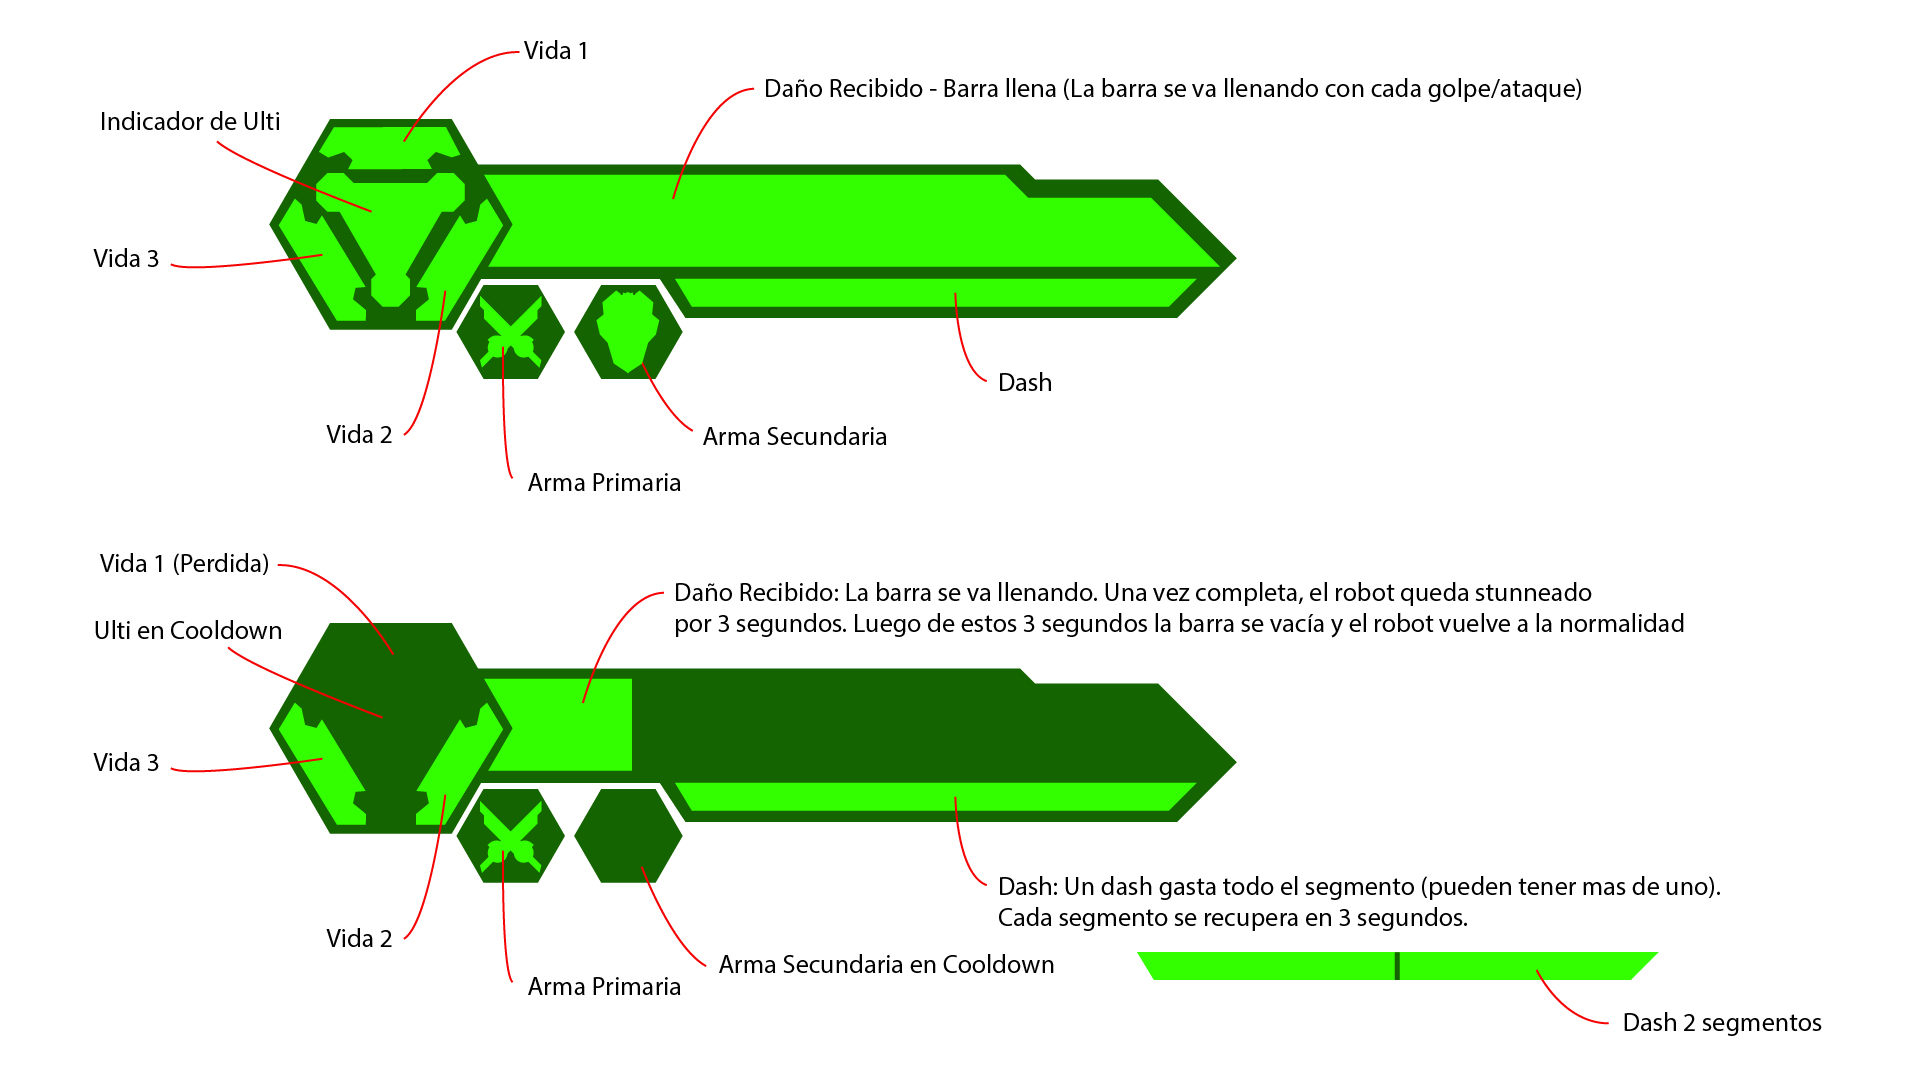 Vida 1
Daño Recibido - Barra llena (La barra se va llenando con cada golpe/ataque)
Indicador de Ulti
Vida 3
Dash
Vida 2
Arma Secundaria
Arma Primaria
Vida 1 (Perdida)
Daño Recibido: La barra se va llenando. Una vez completa, el robot queda stunneado
por 3 segundos. Luego de estos 3 segundos la barra se vacía y el robot vuelve a la normalidad
Ulti en Cooldown
Vida 3
Dash: Un dash gasta todo el segmento (pueden tener mas de uno).
Cada segmento se recupera en 3 segundos.
Vida 2
Arma Secundaria en Cooldown
Arma Primaria
Dash 2 segmentos